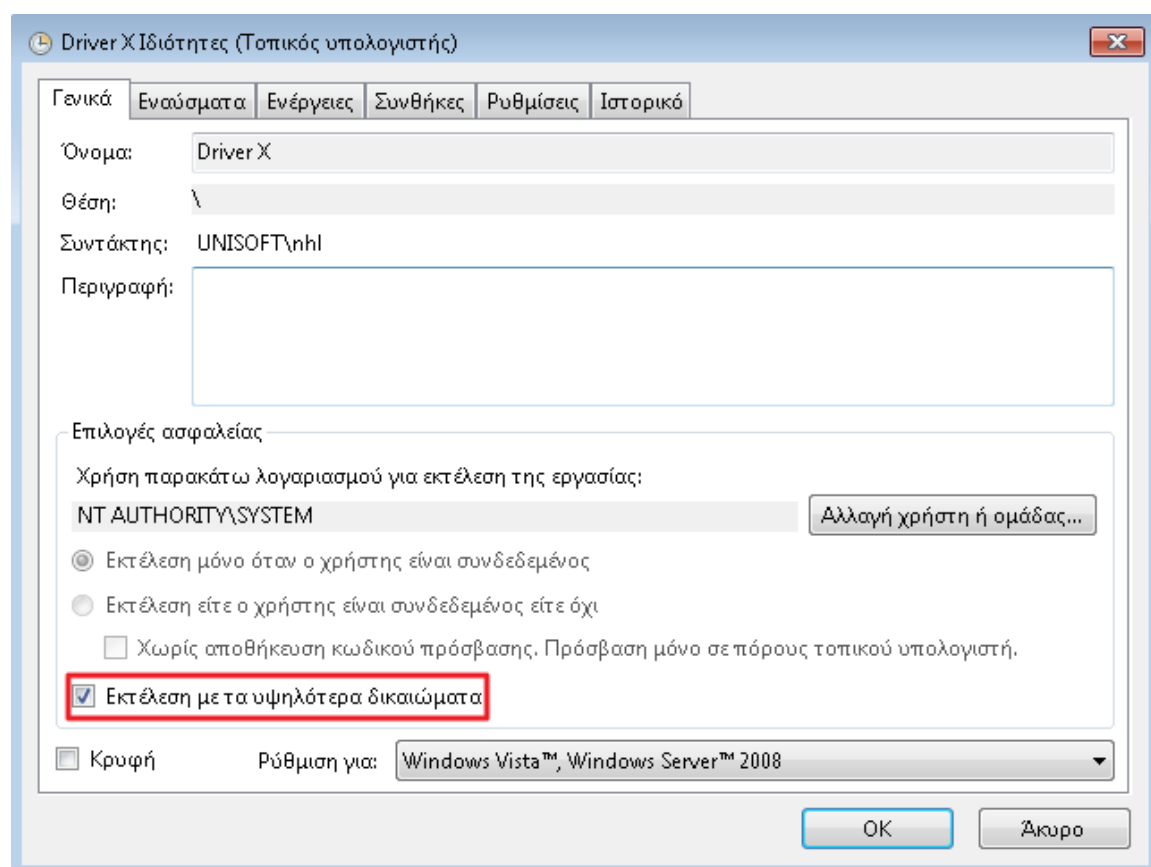 Driver X Ιδιότητες (Τοπικός υπολογιστής)
Γενικά Εναύσματα Ενέργειες Συνθήκες Ρυθμίσεις Ιστορικό
Όνομα: Driver X
Θέση: \
Συντάκτης: UNISOFT\nhl
Περιγραφή:
Επιλογές ασφαλείας
Χρήση παρακάτω λογαριασμού για εκτέλεση της εργασίας:
NT AUTHORITY\SYSTEM Αλλαγή χρήστη ή ομάδας...
Εκτέλεση μόνο όταν ο χρήστης είναι συνδεδεμένος
Εκτέλεση είτε ο χρήστης είναι συνδεδεμένος είτε όχι
Χωρίς αποθήκευση κωδικού πρόσβασης. Πρόσβαση μόνο σε πόρους τοπικού υπολογιστή.
Εκτέλεση με τα υψηλότερα δικαιώματα
Κρυφή Ρύθμιση για: Windows Vista™, Windows Server™ 2008
OK Άκυρο